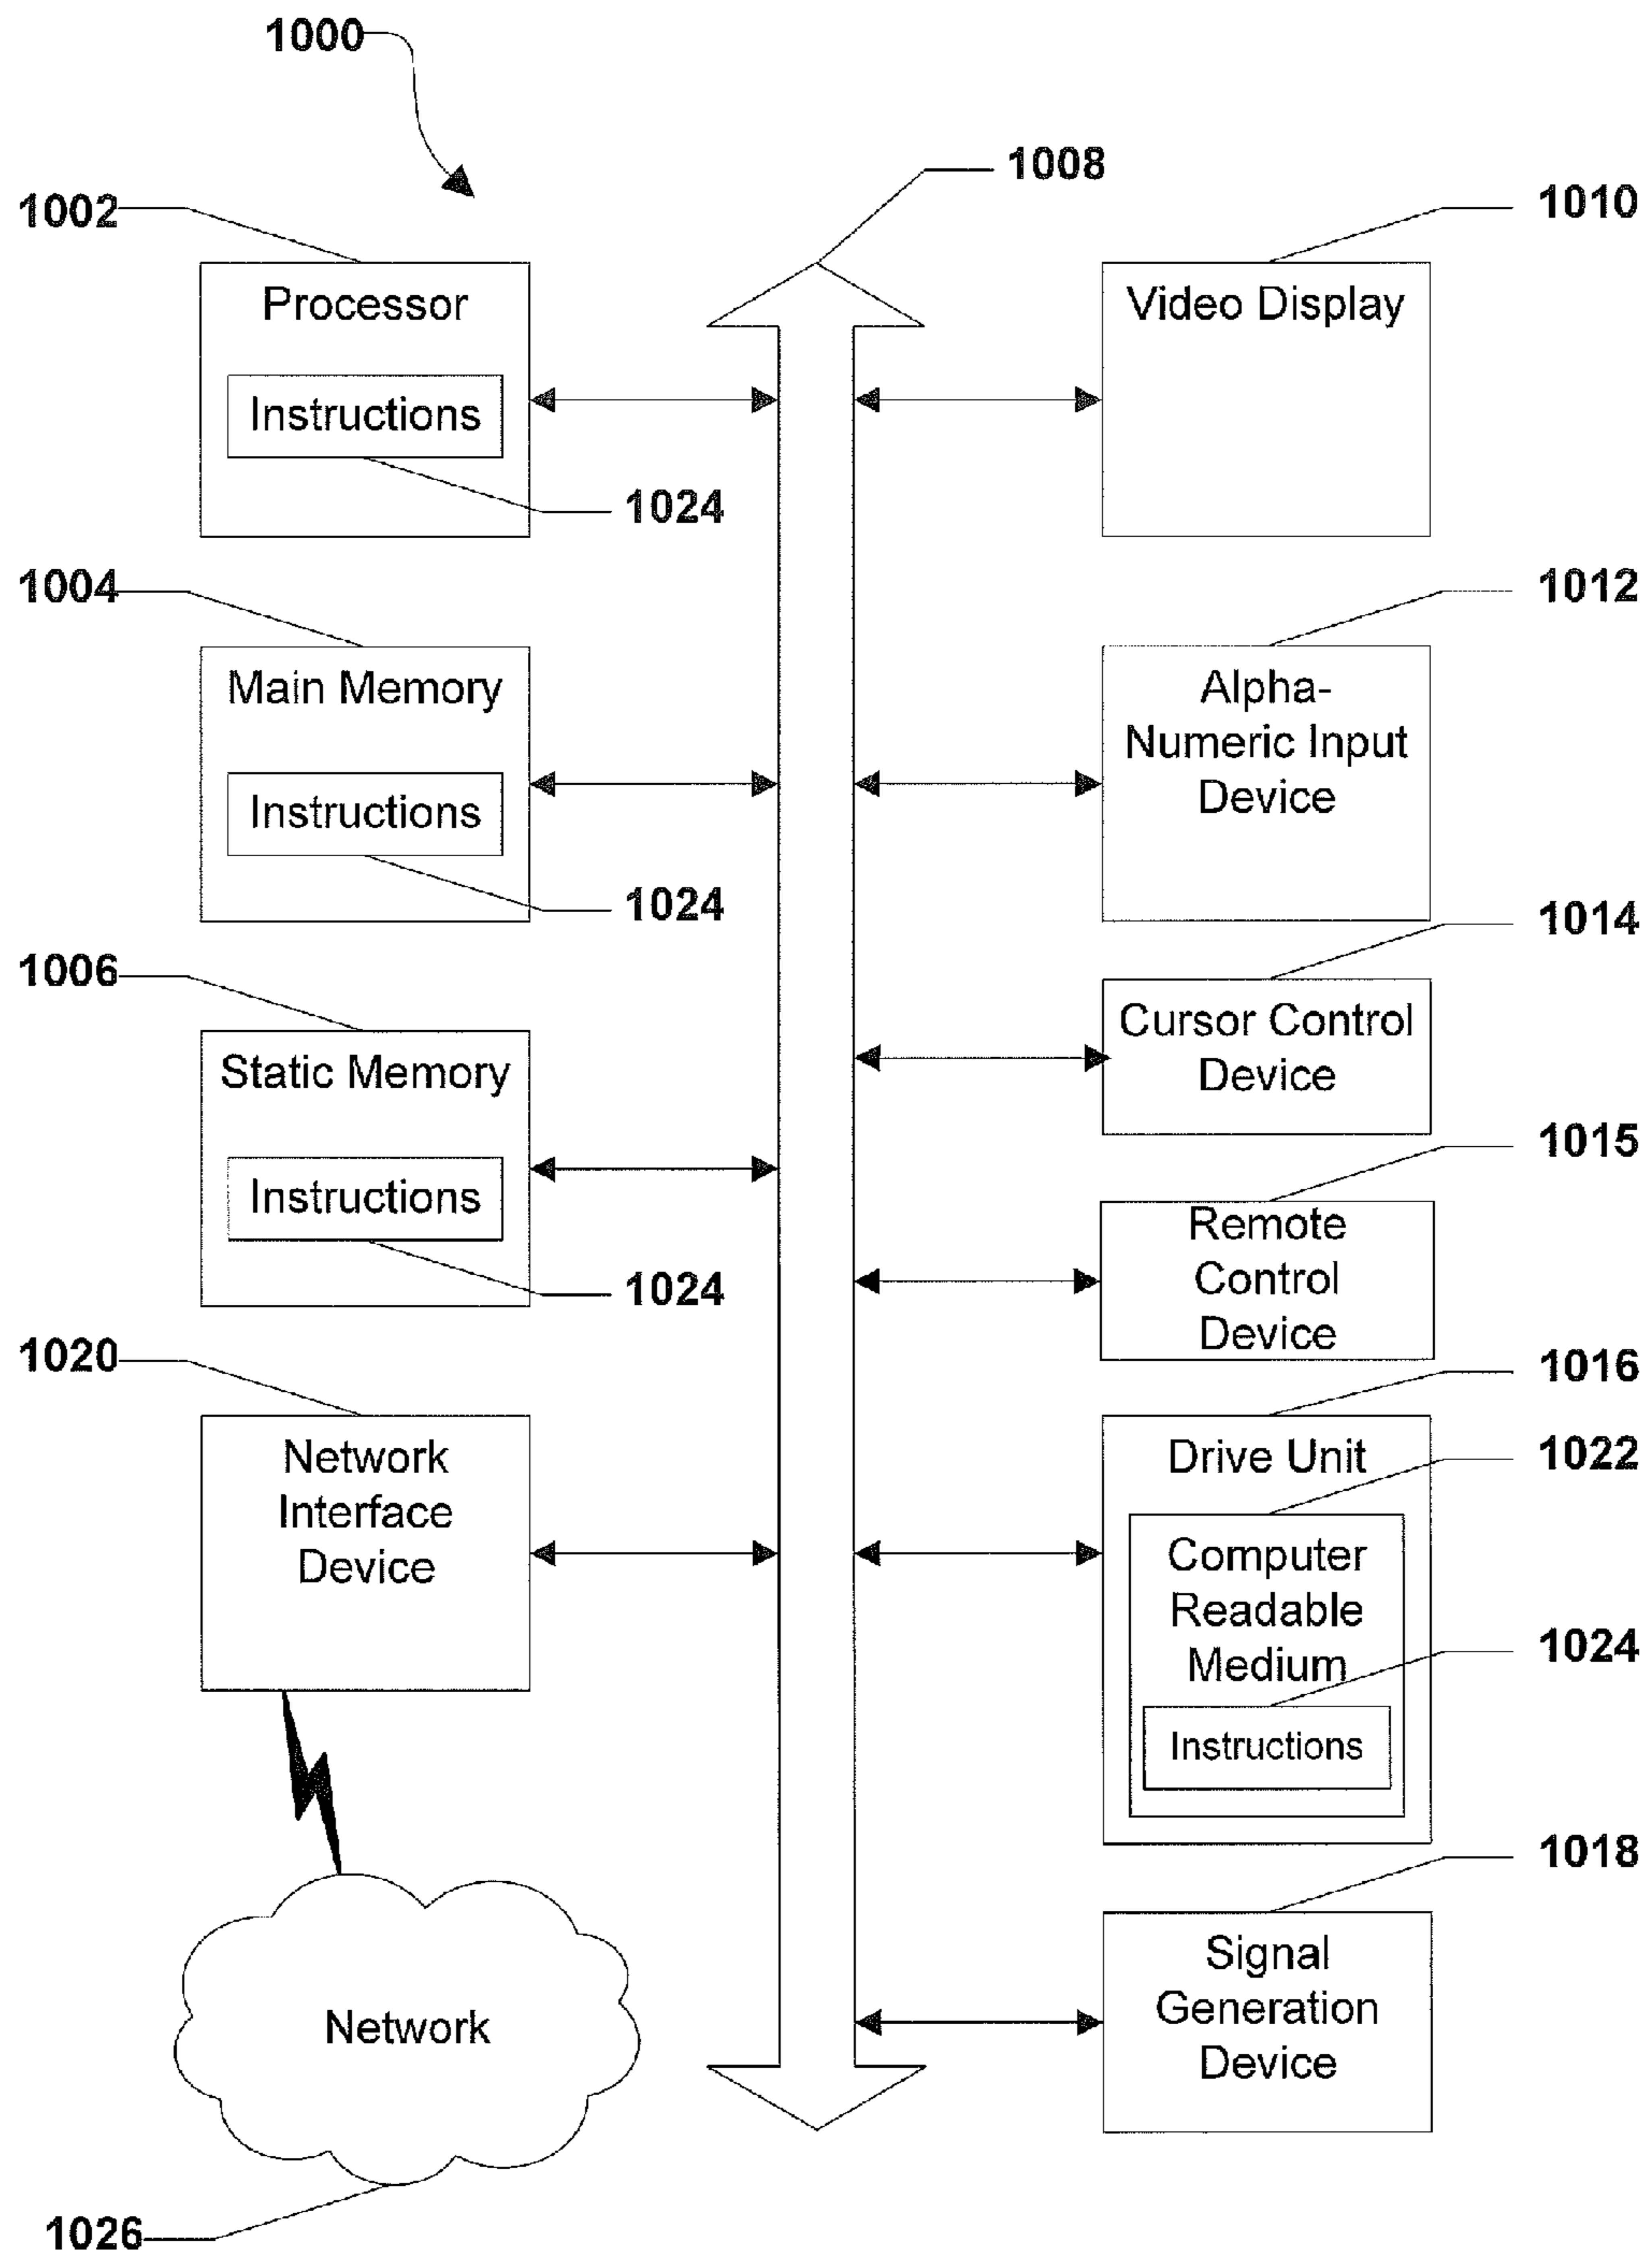 1000
1008
1002
1010
Processor
Instructions
1024
Video Display
1004
1012
Main Memory
Instructions
1024
Alpha-
Numeric Input
Device
1006
1014
Static Memory
Instructions
1024
Cursor Control
Device
1015
Remote
Control
Device
1020
1016
Network
Interface
Device
Drive Unit
1022
Computer
Readable
Medium
1024
Instructions
1018
Network
Signal
Generation
Device
1026